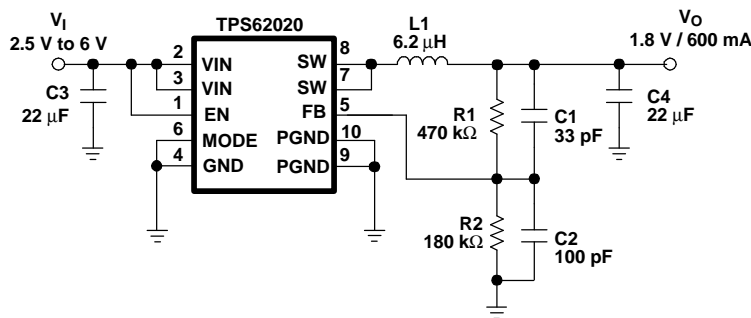 TPS62020
V_I
2.5 V to 6 V
C3
22 μF
2
VIN
3
VIN
1
EN
6
MODE
4
GND
SW
8
SW
7
FB
5
PGND
10
PGND
9
L1
6.2 μH
R1
470 kΩ
C1
33 pF
R2
180 kΩ
C2
100 pF
C4
22 μF
V_O
1.8 V / 600 mA